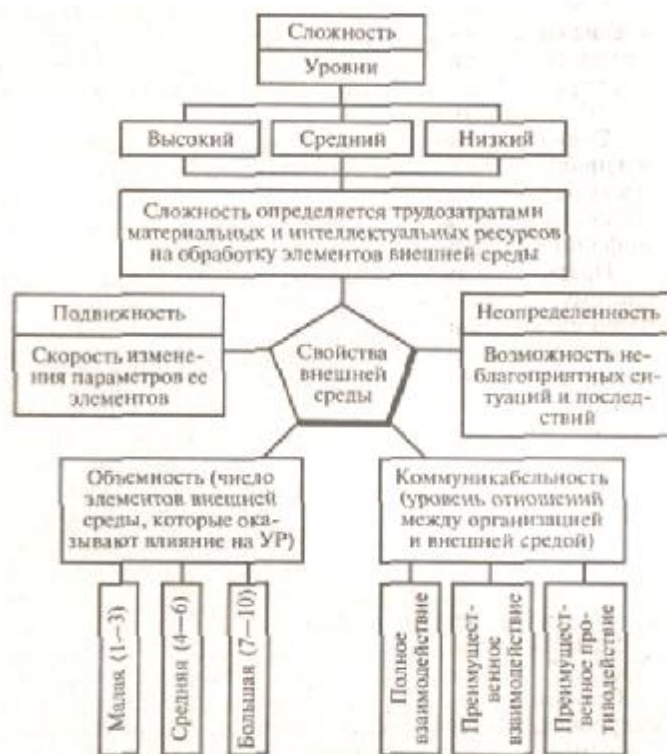 Сложность
Уровни
Высокий
Средний
Низкий
Сложность определяется трудозатратами
материальных и интеллектуальных ресурсов
на обработку элементов внешней среды
Подвижность
Скорость измене-
ния параметров ее
элементов
Свойства
внешней
среды
Неопределенность
Возможность не-
благоприятных си-
туаций и послед-
ствий
Объемность (число
элементов внешней
среды, которые ока-
зывают влияние на УР)
Коммуникабельность
(уровень отношений
между организацией
и внешней средой)
Малая (1—3)
Средняя (4—6)
Большая (7—10)
Полное
взаимодействие
Преимущест-
венное
взаимодействие
Преимущест-
венное про-
тиводействие